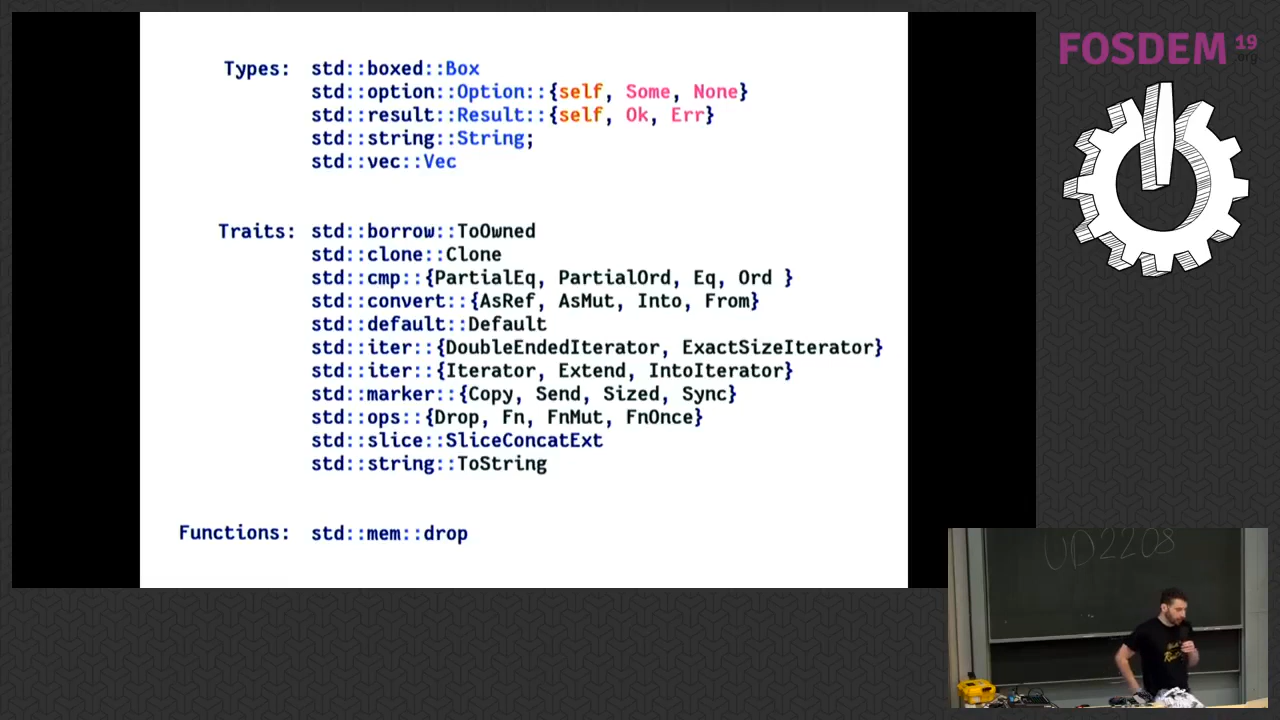 FOSDEM 19
.org
Types: std::boxed::Box
std::option::Option::{self, Some, None}
std::result::Result::{self, Ok, Err}
std::string::String;
std::vec::Vec
Traits: std::borrow::ToOwned
std::clone::Clone
std::cmp::{PartialEq, PartialOrd, Eq, Ord }
std::convert::{AsRef, AsMut, Into, From}
std::default::Default
std::iter::{DoubleEndedIterator, ExactSizeIterator}
std::iter::{Iterator, Extend, IntoIterator}
std::marker::{Copy, Send, Sized, Sync}
std::ops::{Drop, Fn, FnMut, FnOnce}
std::slice::SliceConcatExt
std::string::ToString
Functions: std::mem::drop
UD2208